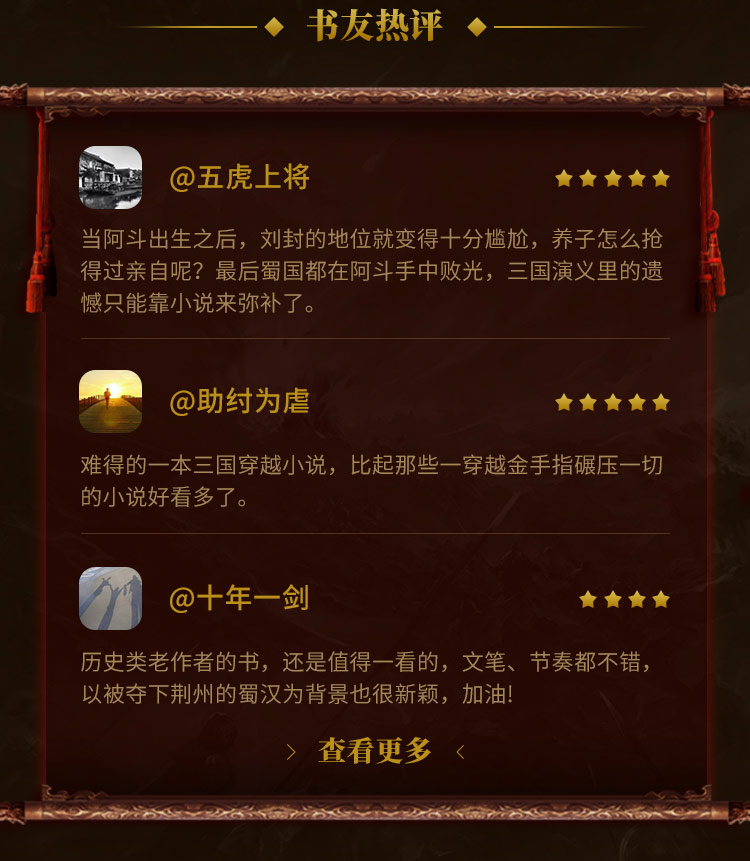 书友热评
@五虎上将
当阿斗出生之后，刘封的地位就变得十分尴尬，养子怎么抢
得过亲自呢？最后蜀国都在阿斗手中败光，三国演义里的遗
憾只能靠小说来弥补了。
@助纣为虐
难得的一本三国穿越小说，比起那些一穿越金手指碾压一切
的小说好看多了。
@十年一剑
历史类老作者的书，还是值得一看的，文笔、节奏都不错，
以被夺下荆州的蜀汉为背景也很新颖，加油!
查看更多